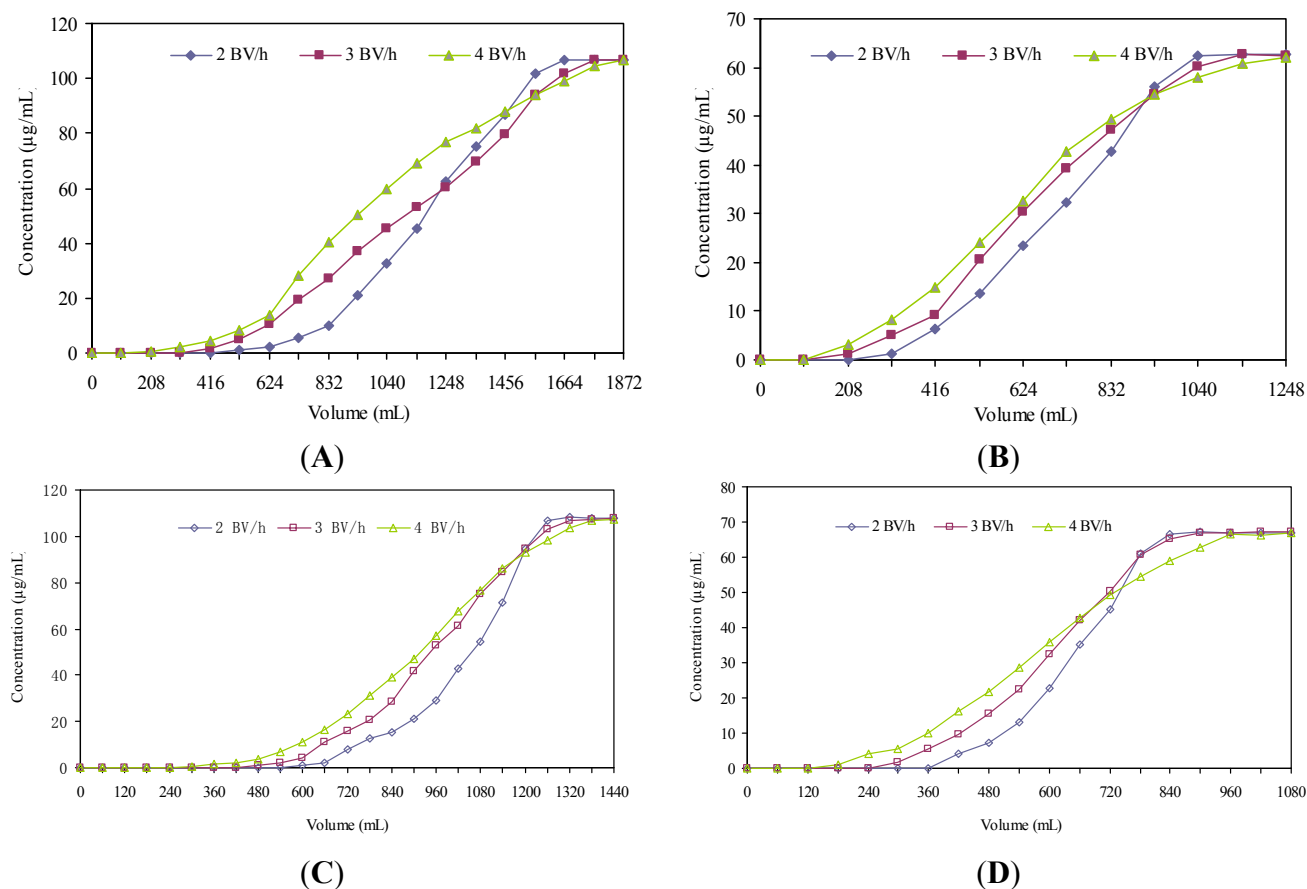 120
100
80
60
40
20
0
Concentration (µg/mL)
2 BV/h 3 BV/h 4 BV/h
0 208 416 624 832 1040 1248 1456 1664 1872
Volume (mL)
(A)
70
60
50
40
30
20
10
0
Concentration (µg/mL)
2 BV/h 3 BV/h 4 BV/h
0 208 416 624 832 1040 1248
Volume (mL)
(B)
120
100
80
60
40
20
0
Concentration (µg/mL)
2 BV/h 3 BV/h 4 BV/h
0 120 240 360 480 600 720 840 960 1080 1200 1320 1440
Volume (mL)
(C)
80
70
60
50
40
30
20
10
0
Concentration (µg/mL)
2 BV/h 3 BV/h 4 BV/h
0 120 240 360 480 600 720 840 960 1080
Volume (mL)
(D)